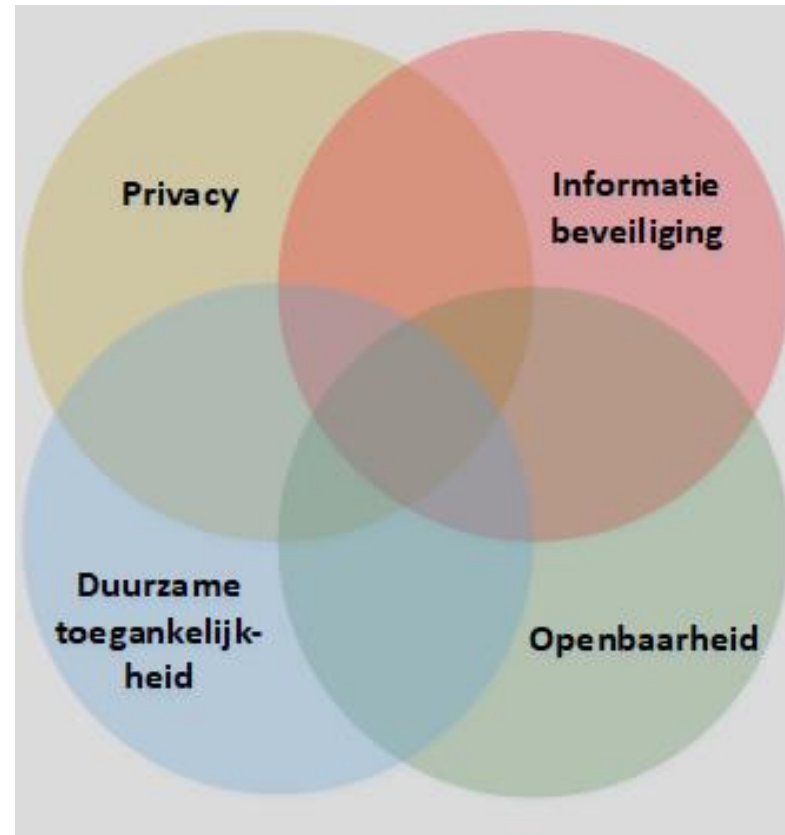 Privacy
Informatie
beveiliging
Duurzame
toegankelijk-
heid
Openbaarheid